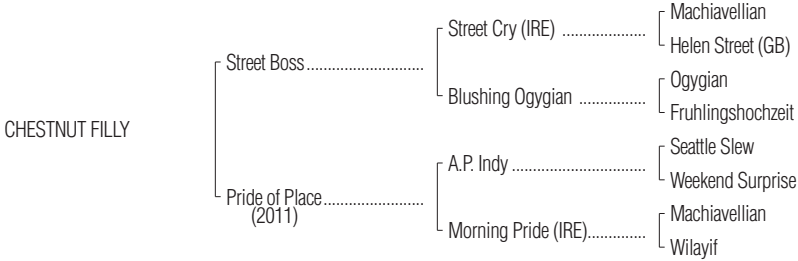 Machiavellian
Street Cry (IRE) ....................
Helen Street (GB)
Street Boss............................
Ogygian
Blushing Ogygian ................
Fruhlingshochzeit
CHESTNUT FILLY
Seattle Slew
A.P. Indy ................................
Weekend Surprise
Pride of Place........................
(2011)
Machiavellian
Morning Pride (IRE)..............
Wilayif